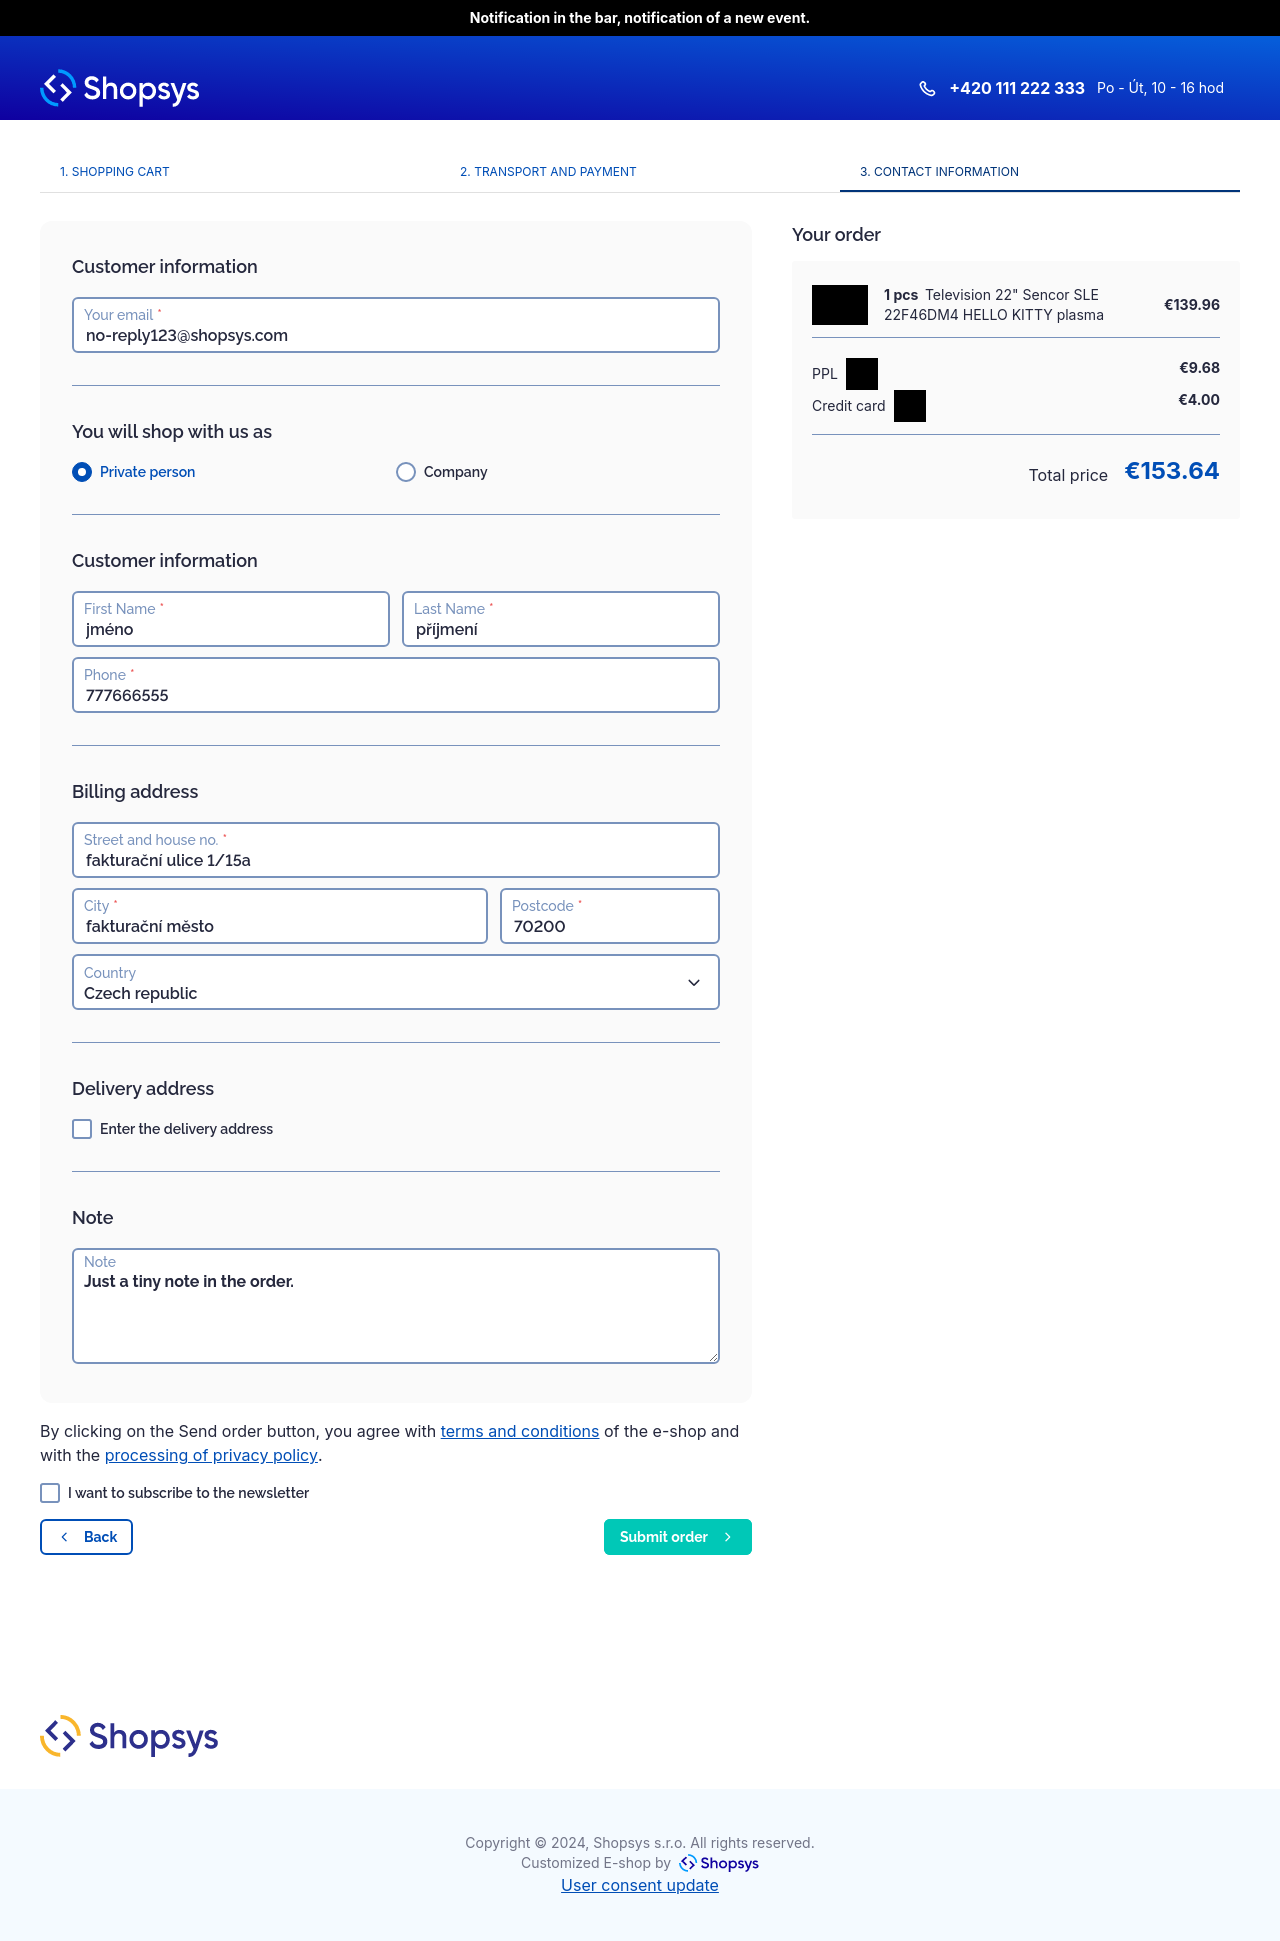 Notification in the bar, notification of a new event.
Shopsys
+420 111 222 333 Po - Út, 10 - 16 hod
1. SHOPPING CART
2. TRANSPORT AND PAYMENT
3. CONTACT INFORMATION
Customer information
Your email *
no-reply123@shopsys.com
You will shop with us as
Private person
Company
Customer information
First Name *
jméno
Last Name *
příjmení
Phone *
777666555
Billing address
Street and house no. *
fakturační ulice 1/15a
City *
fakturační město
Postcode *
70200
Country
Czech republic
Delivery address
Enter the delivery address
Note
Note
Just a tiny note in the order.
By clicking on the Send order button, you agree with terms and conditions of the e-shop and
with the processing of privacy policy.
I want to subscribe to the newsletter
Back
Submit order
Your order
1 pcs Television 22" Sencor SLE
22F46DM4 HELLO KITTY plasma
€139.96
PPL
€9.68
Credit card
€4.00
Total price €153.64
Shopsys
Copyright © 2024, Shopsys s.r.o. All rights reserved.
Customized E-shop by Shopsys
User consent update